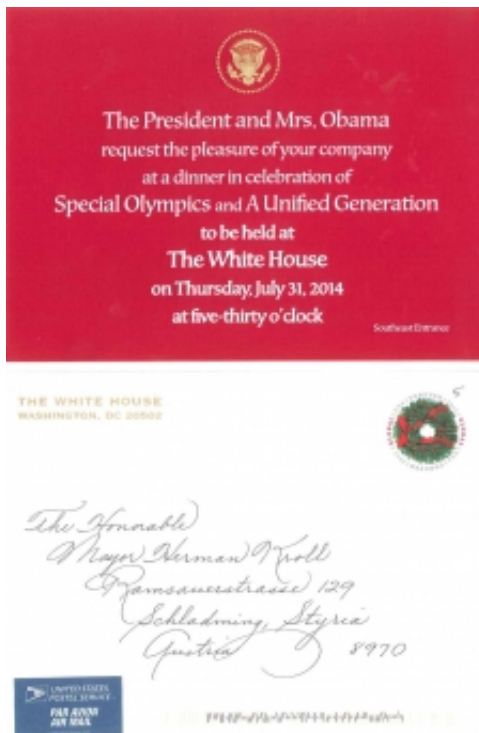 The President and Mrs. Obama
request the pleasure of your company
at a dinner in celebration of
Special Olympics and A Unified Generation
to be held at
The White House
on Thursday, July 31, 2014
at five-thirty o'clock
Southeast Entrance
THE WHITE HOUSE
WASHINGTON, DC 20502
The Honorable
Mayor Herman Kroll
Ramsauerstrasse 129
Schladming, Styria
Austria 8970
UNITED STATES
POSTAL SERVICE
PAR AVION
AIR MAIL